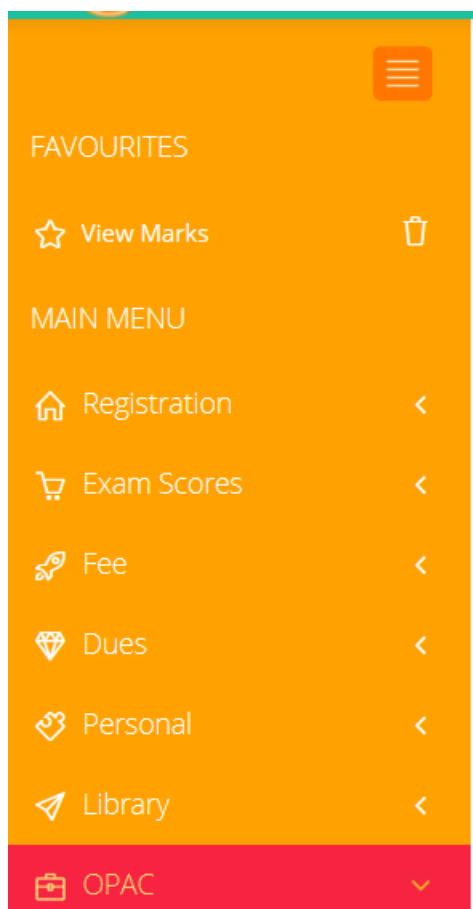 FAVOURITES
View Marks
MAIN MENU
Registration
Exam Scores
Fee
Dues
Personal
Library
OPAC